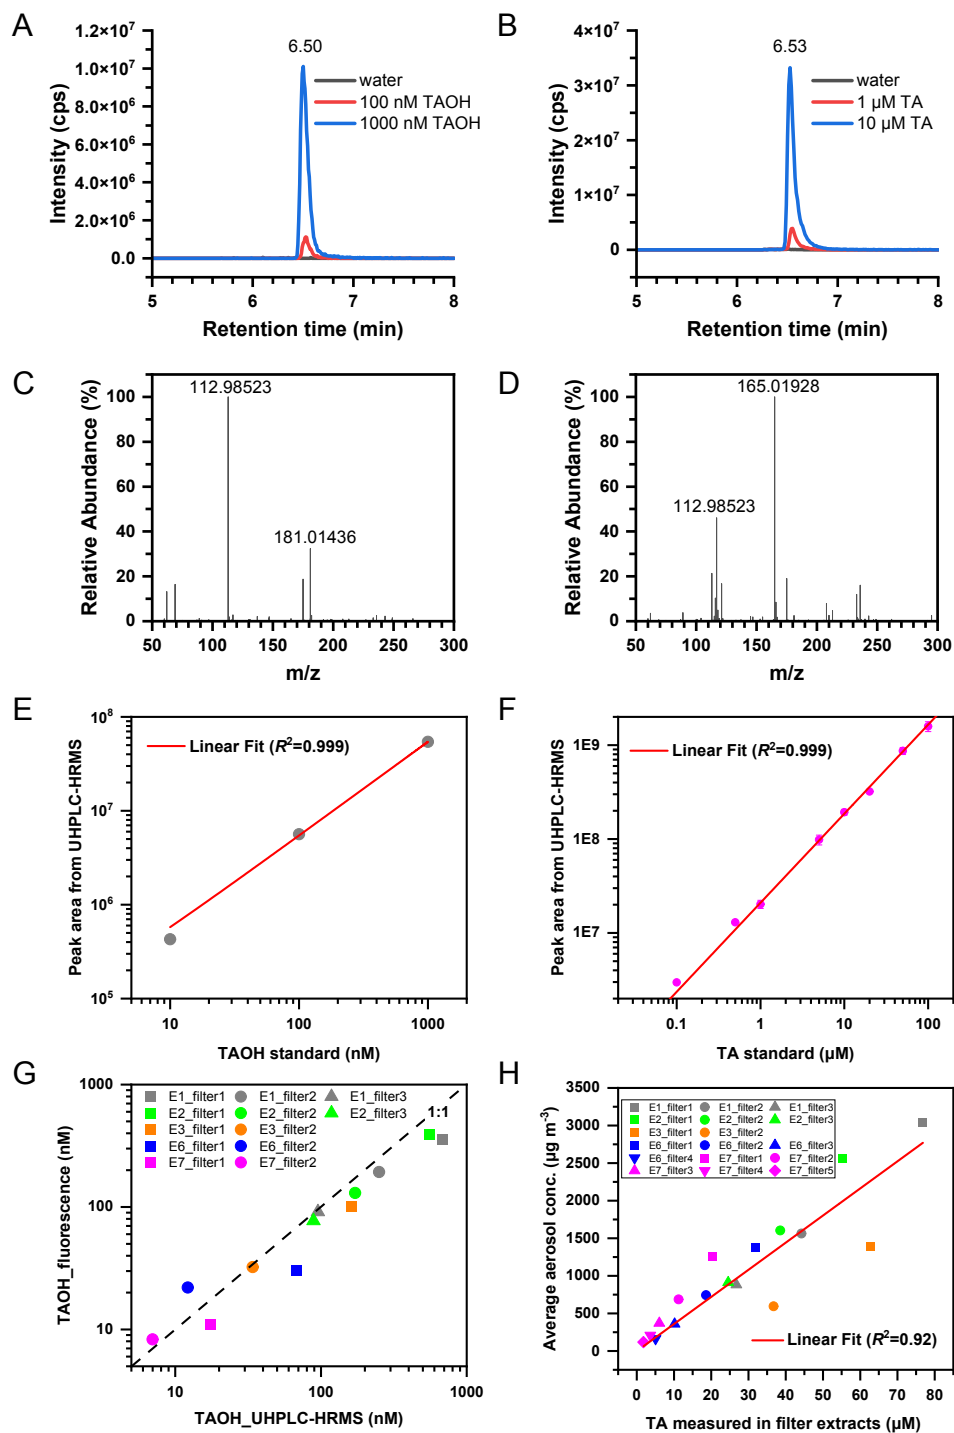 A
1.2×10⁷
1.0×10⁷
8.0×10⁶
6.0×10⁶
4.0×10⁶
2.0×10⁶
0.0
Intensity (cps)
6.50
water
100 nM TAOH
1000 nM TAOH
5 6 7 8
Retention time (min)
B
4×10⁷
3×10⁷
2×10⁷
1×10⁷
0
Intensity (cps)
6.53
water
1 µM TA
10 µM TA
5 6 7 8
Retention time (min)
C
100
80
60
40
20
0
Relative Abundance (%)
112.98523
181.01436
50 100 150 200 250 300
m/z
D
100
80
60
40
20
0
Relative Abundance (%)
165.01928
112.98523
50 100 150 200 250 300
m/z
E
10⁸
10⁷
10⁶
10⁵
Peak area from UHPLC-HRMS
Linear Fit (R²=0.999)
10 100 1000
TAOH standard (nM)
F
1E9
1E8
1E7
Peak area from UHPLC-HRMS
Linear Fit (R²=0.999)
0.1 1 10 100
TA standard (µM)
G
1000
100
10
TAOH_fluorescence (nM)
E1_filter1 E1_filter2 E1_filter3
E2_filter1 E2_filter2 E2_filter3
E3_filter1 E3_filter2
E6_filter1 E6_filter2
E7_filter1 E7_filter2
1:1
10 100 1000
TAOH_UHPLC-HRMS (nM)
H
3500
3000
2500
2000
1500
1000
500
0
Average aerosol conc. (µg m⁻³)
E1_filter1 E1_filter2 E1_filter3
E2_filter1 E2_filter2 E2_filter3
E3_filter1 E3_filter2
E6_filter1 E6_filter2 E6_filter3
E6_filter4 E7_filter1 E7_filter2
E7_filter3 E7_filter4 E7_filter5
Linear Fit (R²=0.92)
0 10 20 30 40 50 60 70 80
TA measured in filter extracts (µM)